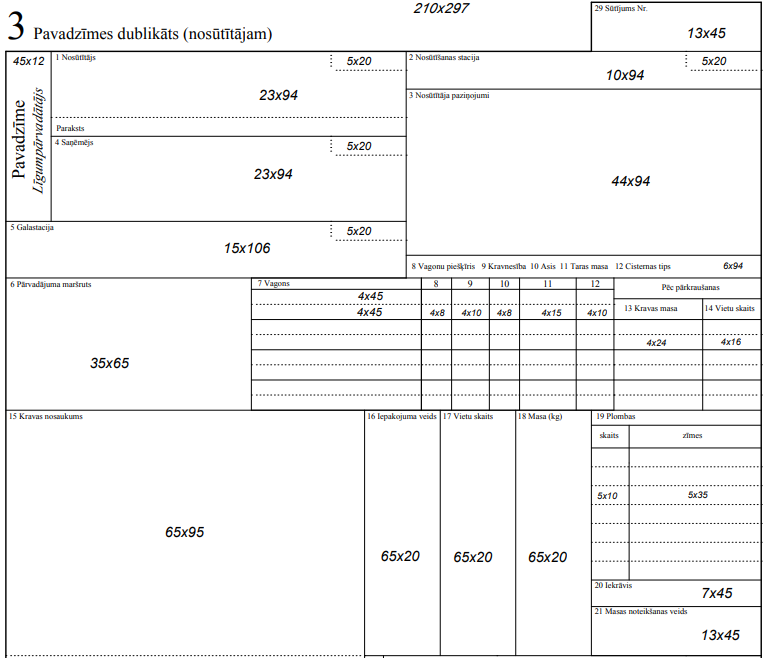 210x297
3 Pavadzīmes dublikāts (nosūtītājam)
29 Sūtījums Nr.
13x45
45x12
Pavadzīme
Līgumpārvadātājs
1 Nosūtītājs
5x20
23x94
Paraksts
2 Nosūtīšanas stacija
5x20
10x94
3 Nosūtītāja paziņojumi
44x94
4 Saņēmējs
5x20
23x94
5 Galastacija
5x20
15x106
8 Vagonu piešķīris 9 Kravnesība 10 Asis 11 Taras masa 12 Cisternas tips
6x94
6 Pārvadājuma maršruts
35x65
7 Vagons 8 9 10 11 12
Pēc pārkraušanas
4x45
13 Kravas masa 14 Vietu skaits
4x45 4x8 4x10 4x8 4x15 4x10
4x24 4x16
15 Kravas nosaukums
65x95
16 Iepakojuma veids
65x20
17 Vietu skaits
65x20
18 Masa (kg)
65x20
19 Plombas
skaits zīmes
5x10 5x35
20 Iekrāvis
7x45
21 Masas noteikšanas veids
13x45